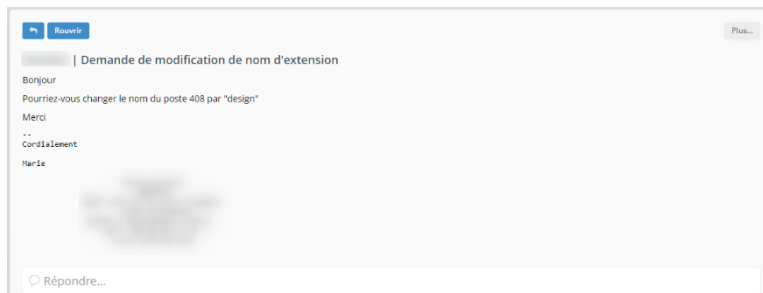 Rouvrir
Plus...
| Demande de modification de nom d'extension
Bonjour
Pourriez-vous changer le nom du poste 408 par "design"
Merci
--
Cordialement
Marie
Répondre...